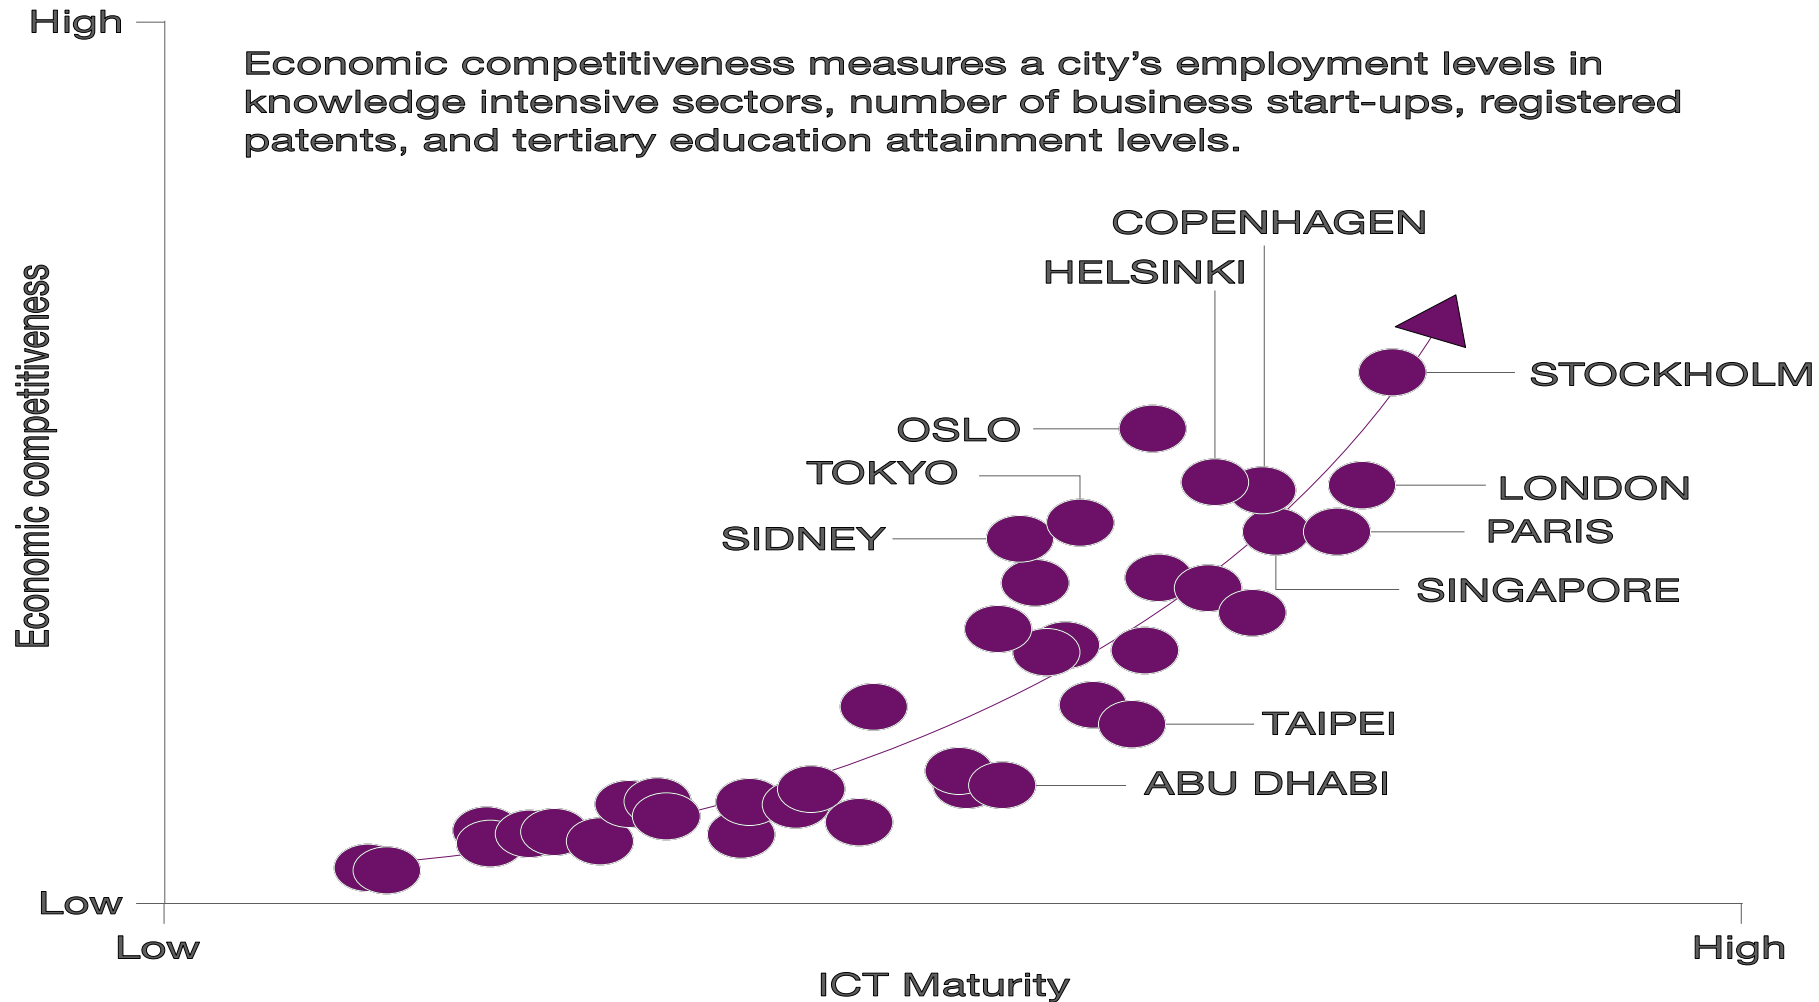 High
Economic competitiveness measures a city’s employment levels in
knowledge intensive sectors, number of business start-ups, registered
patents, and tertiary education attainment levels.
COPENHAGEN
HELSINKI
STOCKHOLM
OSLO
TOKYO
LONDON
SIDNEY
PARIS
SINGAPORE
TAIPEI
ABU DHABI
Economic competitiveness
Low
Low
High
ICT Maturity